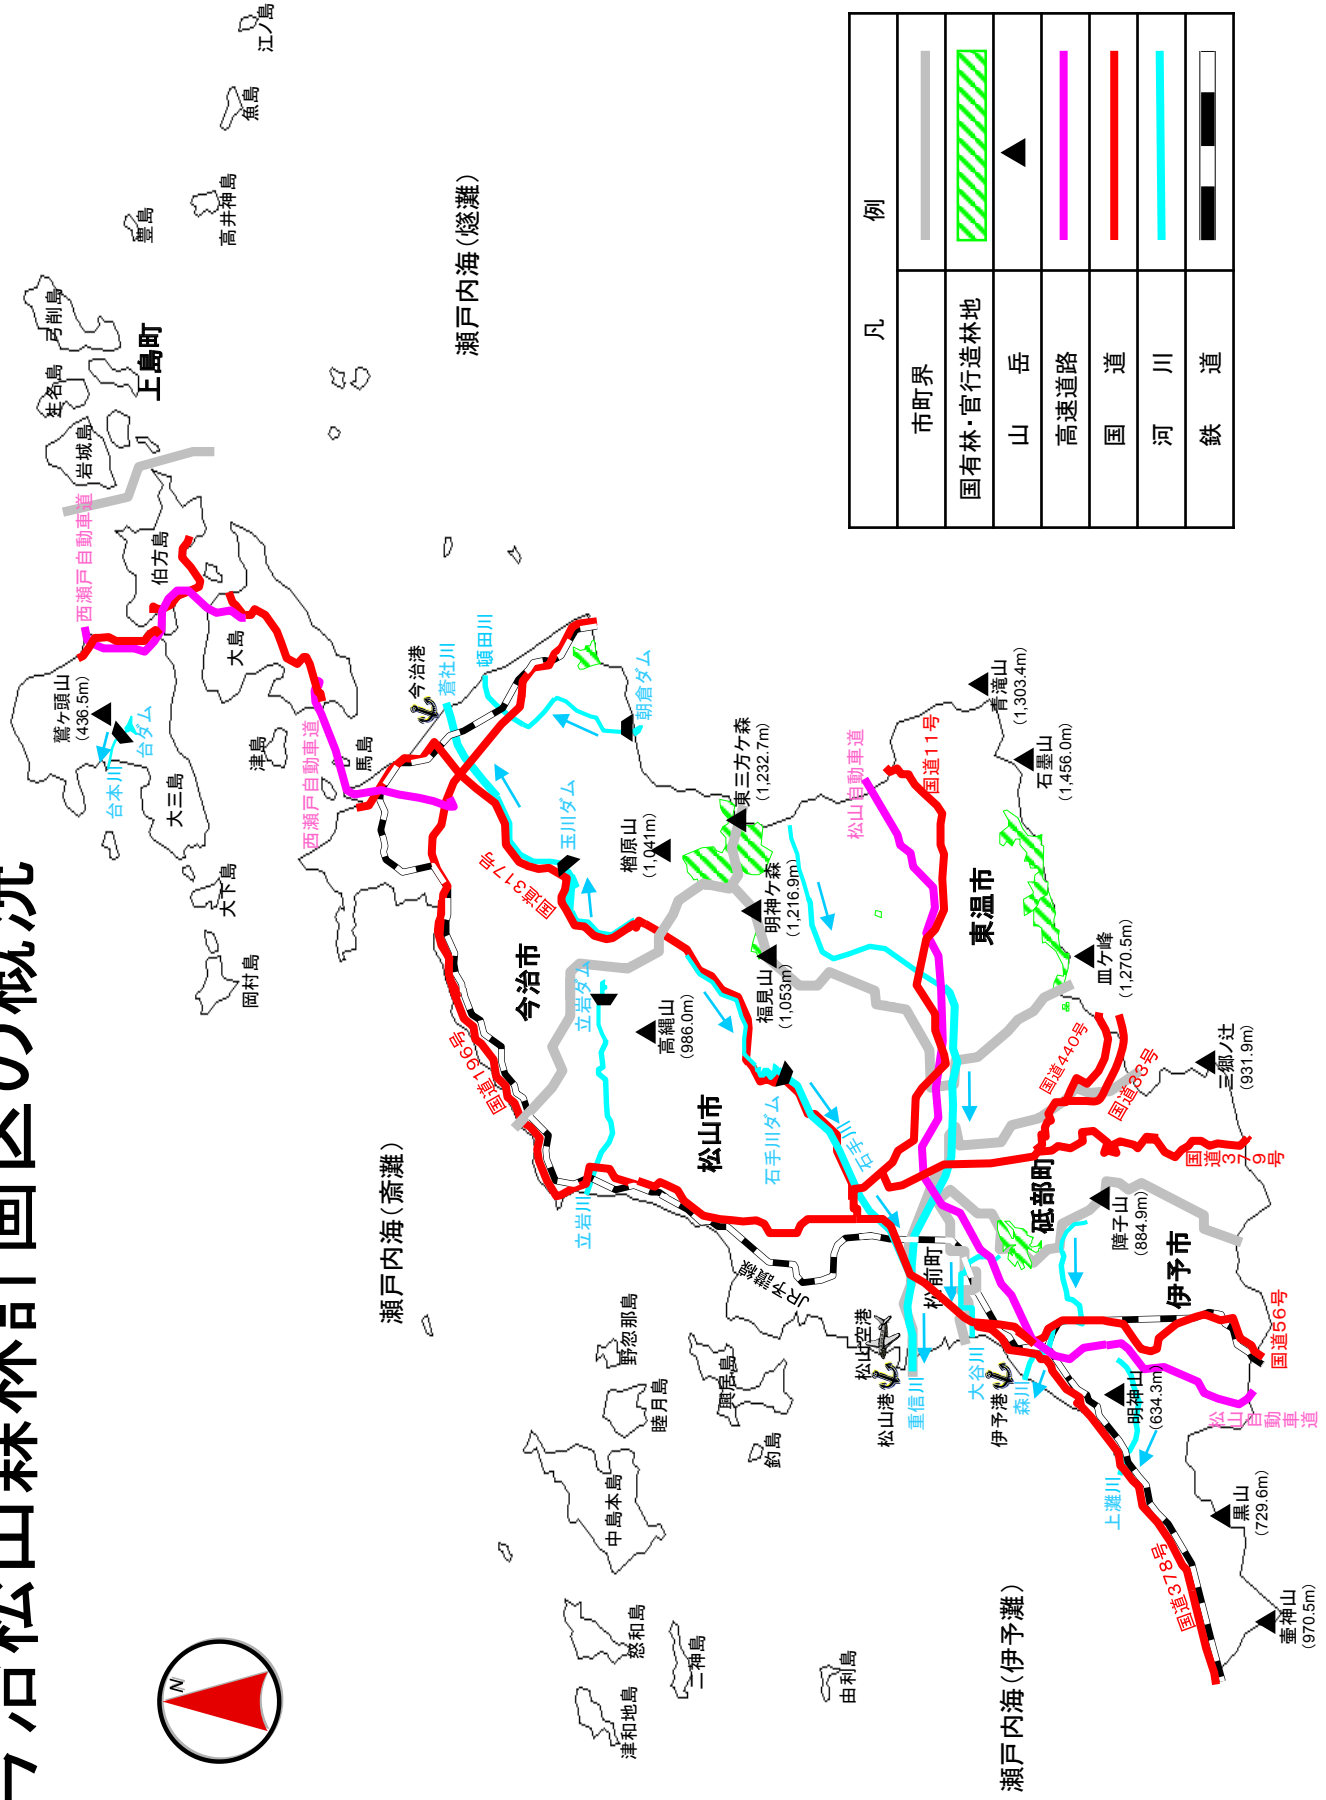 今治松山森林計画区の概況
N
江ノ島
魚島
高井神島
豊島
弓削島
生名島
岩城島
上島町
瀬戸内海(燧灘)
西瀬戸自動車道
伯方島
大島
鷲ヶ頭山
(436.5m)
台ダム
台本川
大三島
津島
馬島
西瀬戸自動車道
大下島
岡村島
今治港
蒼社川
頓田川
朝倉ダム
玉川ダム
国道317号
楢原山
(1,041m)
東三方ケ森
(1,232.7m)
明神ケ森
(1,216.9m)
福見山
(1,053m)
今治市
国道196号
立岩ダム
高縄山
(986.0m)
立岩川
松山市
石手川ダム
石手川
松山自動車道
国道11号
青滝山
(1,303.4m)
石墨山
(1,456.0m)
東温市
皿ケ峰
(1,270.5m)
国道440号
国道33号
三郷ノ辻
(931.9m)
国道379号
砥部町
障子山
(884.9m)
伊予市
国道56号
松山自動車道
瀬戸内海(斎灘)
JR予讃線
松前町
松山空港
松山港
重信川
大谷川
伊予港
森川
明神山
(634.3m)
上灘川
国道378号
黒山
(729.6m)
壷神山
(970.5m)
野忽那島
睦月島
興居島
釣島
中島本島
怒和島
津和地島
二神島
由利島
瀬戸内海(伊予灘)
凡例
市町界
国有林・官行造林地
山岳
高速道路
国道
河川
鉄道